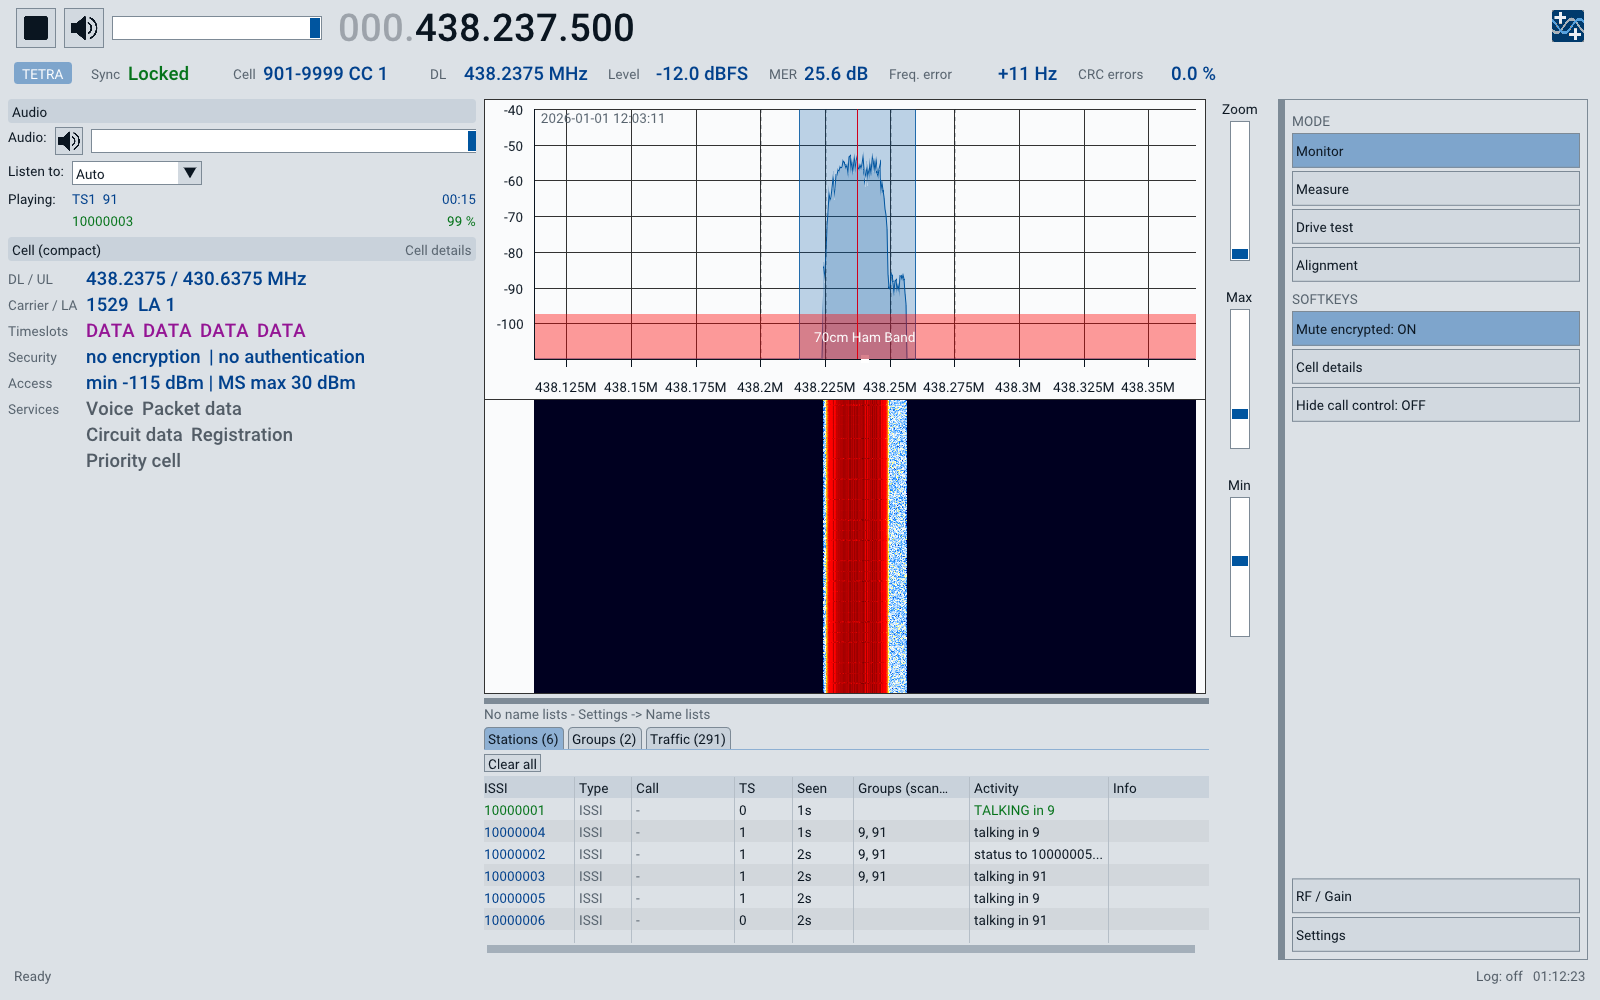 000.438.237.500
TETRA Sync Locked Cell 901-9999 CC 1 DL 438.2375 MHz Level -12.0 dBFS MER 25.6 dB Freq. error +11 Hz CRC errors 0.0 %
Audio
Audio:
Listen to: Auto
Playing: TS1 91 00:15
10000003 99 %
Cell (compact) Cell details
DL / UL 438.2375 / 430.6375 MHz
Carrier / LA 1529 LA 1
Timeslots DATA DATA DATA DATA
Security no encryption | no authentication
Access min -115 dBm | MS max 30 dBm
Services Voice Packet data
Circuit data Registration
Priority cell
2026-01-01 12:03:11
-40
-50
-60
-70
-80
-90
-100
70cm Ham Band
438.125M 438.15M 438.175M 438.2M 438.225M 438.25M 438.275M 438.3M 438.325M 438.35M
Zoom
Max
Min
No name lists - Settings -> Name lists
Stations (6) Groups (2) Traffic (291)
Clear all
ISSI Type Call TS Seen Groups (scan... Activity Info
10000001 ISSI - 0 1s TALKING in 9
10000004 ISSI - 1 1s 9, 91 talking in 9
10000002 ISSI - 1 2s 9, 91 status to 10000005...
10000003 ISSI - 1 2s 9, 91 talking in 91
10000005 ISSI - 1 2s talking in 9
10000006 ISSI - 0 2s talking in 91
MODE
Monitor
Measure
Drive test
Alignment
SOFTKEYS
Mute encrypted: ON
Cell details
Hide call control: OFF
RF / Gain
Settings
Ready
Log: off 01:12:23